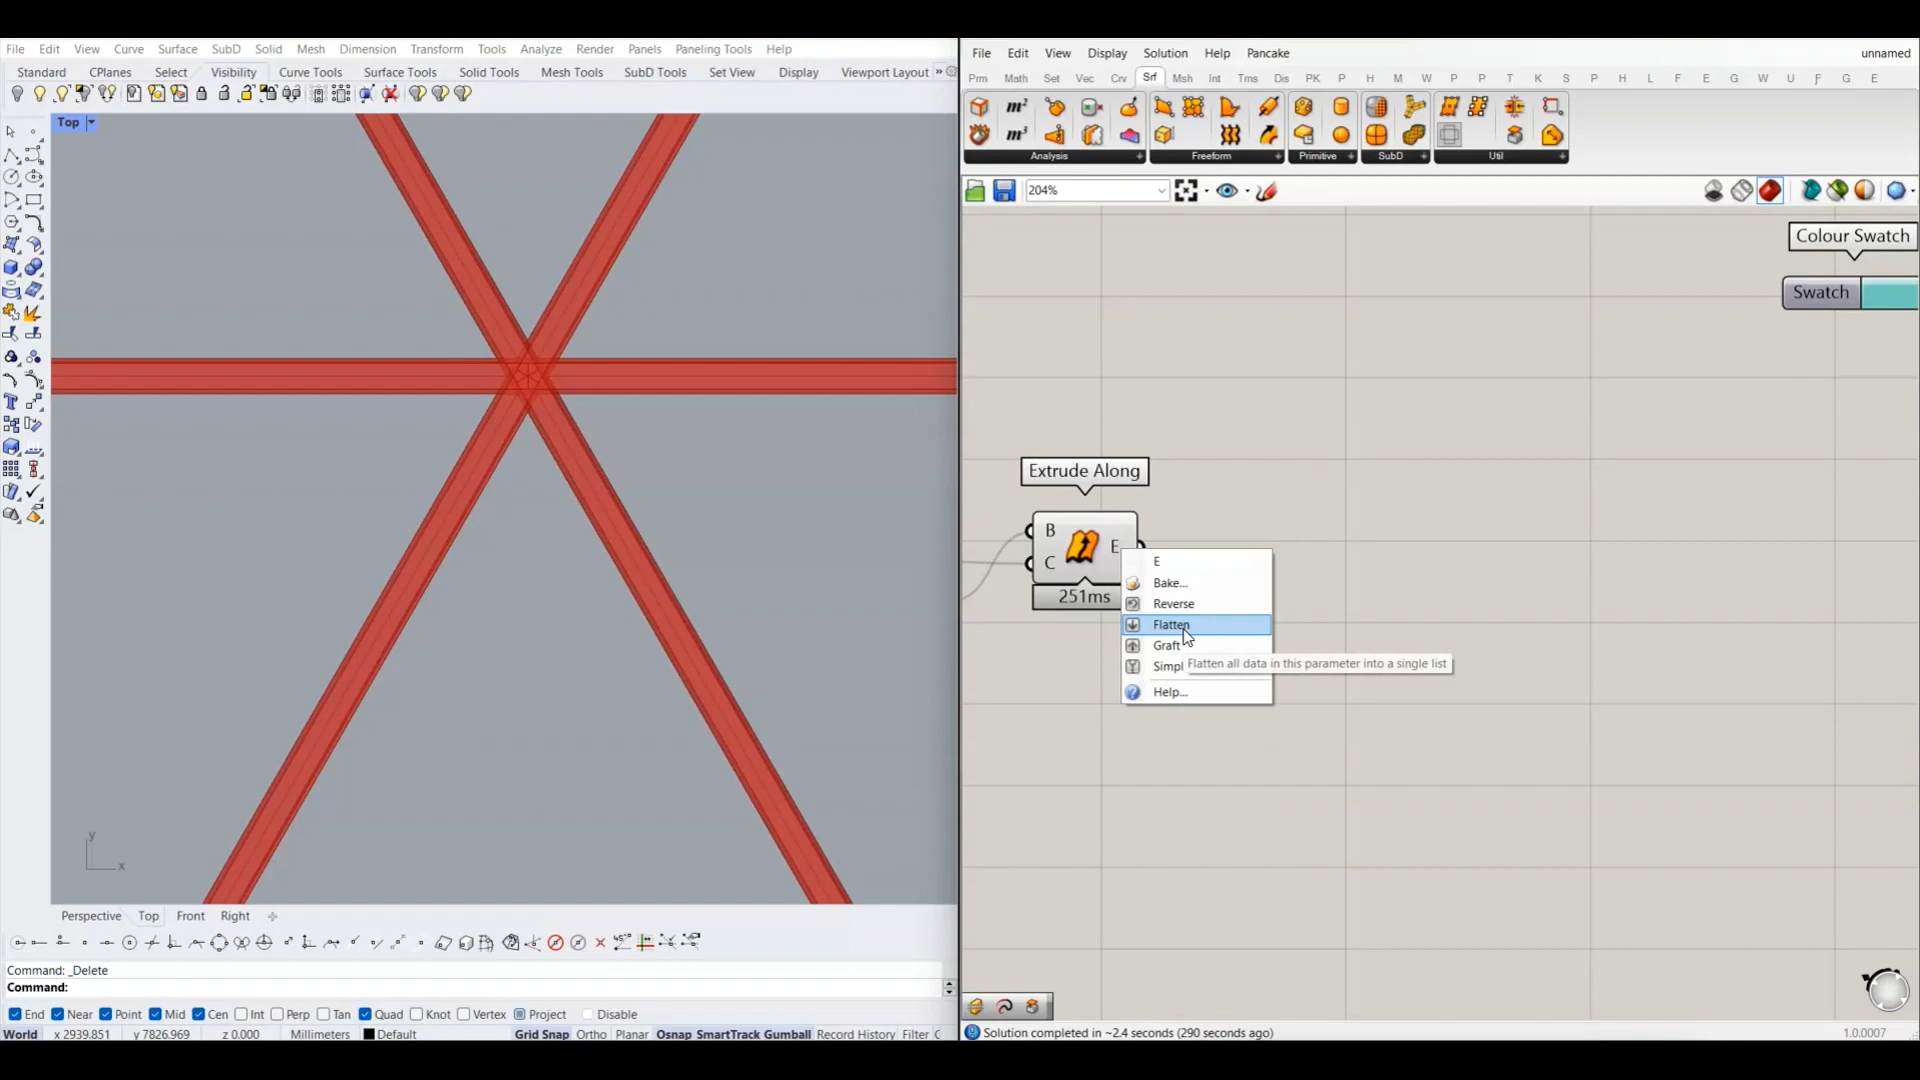 File Edit View Curve Surface SubD Solid Mesh Dimension Transform Tools Analyze Render Panels Paneling Tools Help
Standard CPlanes Select Visibility Curve Tools Surface Tools Solid Tools Mesh Tools SubD Tools Set View Display Viewport Layout »
Top
y
x
Perspective Top Front Right
Command: _Delete
Command:
End Near Point Mid Cen Int Perp Tan Quad Knot Vertex Project Disable
World x 2939.851 y 7826.969 z 0.000 Millimeters Default Grid Snap Ortho Planar Osnap SmartTrack Gumball Record History Filter
File Edit View Display Solution Help Pancake unnamed
Prm Math Set Vec Crv Srf Msh Int Trns Dis PK P H M W P P T K S P H L F E G W U F G E
m²
m³
Analysis Freeform Primitive SubD Util
204%
Colour Swatch
Swatch
Extrude Along
B
C
E
251ms
E
Bake...
Reverse
Flatten
Graft
Simpl
Flatten all data in this parameter into a single list
Help...
Solution completed in ~2.4 seconds (290 seconds ago) 1.0.0007